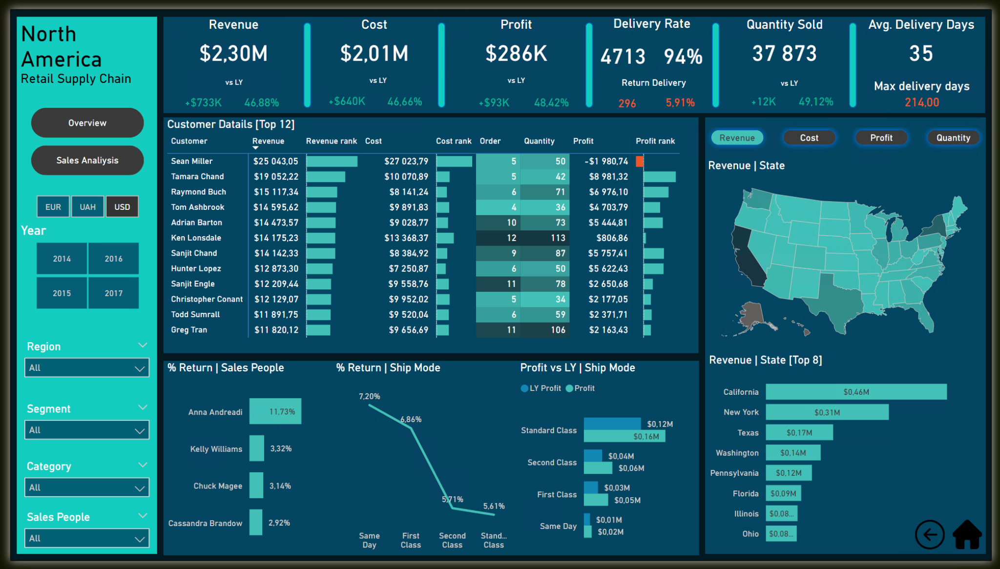 North
America
Retail Supply Chain
Overview
Sales Analiysis
EUR UAH USD
Year
2014 2016
2015 2017
Region
All
Segment
All
Category
All
Sales People
All
Revenue
$2,30M
vs LY
+$733K 46,88%
Cost
$2,01M
vs LY
+$640K 46,66%
Profit
$286K
vs LY
+$93K 48,42%
Delivery Rate
4713 94%
Return Delivery
296 5,91%
Quantity Sold
37 873
vs LY
+12K 49,12%
Avg. Delivery Days
35
Max delivery days
214,00
Customer Datails [Top 12]
Customer Revenue Revenue rank Cost Cost rank Order Quantity Profit Profit rank
Sean Miller $25 043,05 $27 023,79 5 50 -$1 980,74
Tamara Chand $19 052,22 $10 070,89 5 42 $8 981,32
Raymond Buch $15 117,34 $8 141,24 6 71 $6 976,10
Tom Ashbrook $14 595,62 $9 891,83 4 36 $4 703,79
Adrian Barton $14 473,57 $9 028,77 10 73 $5 444,81
Ken Lonsdale $14 175,23 $13 368,37 12 113 $806,86
Sanjit Chand $14 142,33 $8 384,92 9 87 $5 757,41
Hunter Lopez $12 873,30 $7 250,87 6 50 $5 622,43
Sanjit Engle $12 209,44 $9 558,76 11 78 $2 650,68
Christopher Conant $12 129,07 $9 952,02 5 34 $2 177,05
Todd Sumrall $11 891,75 $9 520,04 6 59 $2 371,71
Greg Tran $11 820,12 $9 656,69 11 106 $2 163,43
% Return | Sales People
Anna Andreadi 11,73%
Kelly Williams 3,32%
Chuck Magee 3,14%
Cassandra Brandow 2,92%
% Return | Ship Mode
7,20%
6,86%
5,71%
5,61%
Same First Second Stand...
Day Class Class Class
Profit vs LY | Ship Mode
LY Profit Profit
Standard Class $0,12M
$0,16M
Second Class $0,04M
$0,06M
First Class $0,03M
$0,05M
Same Day $0,01M
$0,02M
Revenue Cost Profit Quantity
Revenue | State
Revenue | State [Top 8]
California $0,46M
New York $0,31M
Texas $0,17M
Washington $0,14M
Pennsylvania $0,12M
Florida $0,09M
Illinois $0,08...
Ohio $0,08...